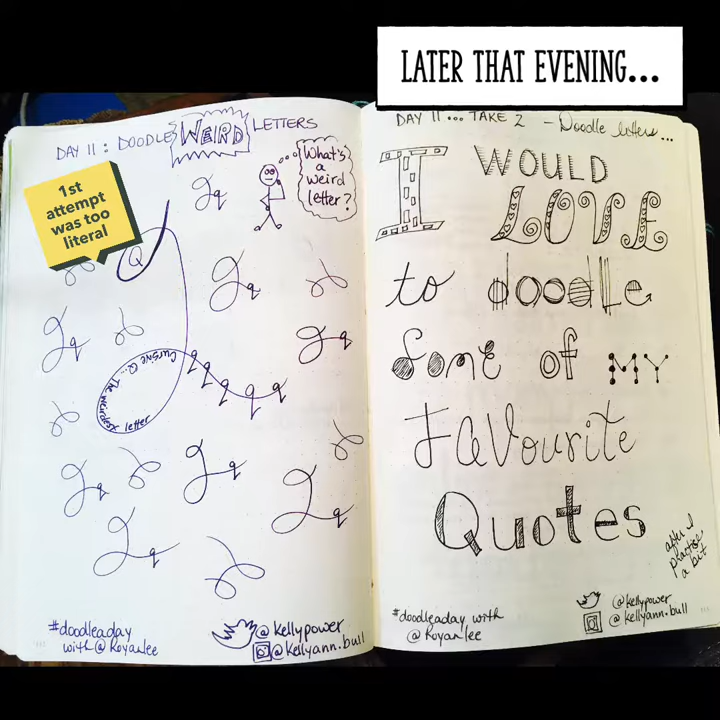 LATER THAT EVENING...
DAY 11 : DOODLE WEIRD LETTERS
1st
attempt
was too
literal
What's
a
weird
letter?
Q
Cursive Q... The weirdest letter
#doodleaday
with @Royanlee
@kellypower
@kellyann.bull
DAY 11... TAKE 2 - Doodle letters...
I WOULD
LOVE
to doodle
some of MY
Favourite
Quotes
after I
practise
a bit
#doodleaday with
@Royanlee
@kellypower
@kellyann.bull